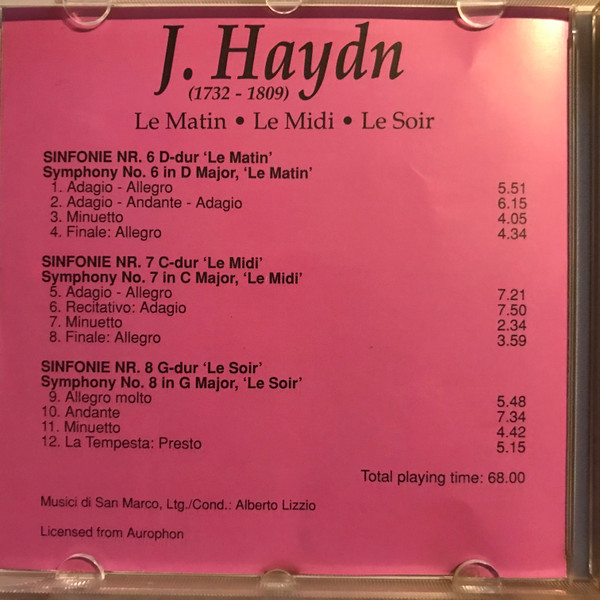 J. Haydn
(1732 - 1809)
Le Matin • Le Midi • Le Soir
SINFONIE NR. 6 D-dur ‘Le Matin’
Symphony No. 6 in D Major, ‘Le Matin’
1. Adagio - Allegro 5.51
2. Adagio - Andante - Adagio 6.15
3. Minuetto 4.05
4. Finale: Allegro 4.34
SINFONIE NR. 7 C-dur ‘Le Midi’
Symphony No. 7 in C Major, ‘Le Midi’
5. Adagio - Allegro 7.21
6. Recitativo: Adagio 7.50
7. Minuetto 2.34
8. Finale: Allegro 3.59
SINFONIE NR. 8 G-dur ‘Le Soir’
Symphony No. 8 in G Major, ‘Le Soir’
9. Allegro molto 5.48
10. Andante 7.34
11. Minuetto 4.42
12. La Tempesta: Presto 5.15
Total playing time: 68.00
Musici di San Marco, Ltg./Cond.: Alberto Lizzio
Licensed from Aurophon